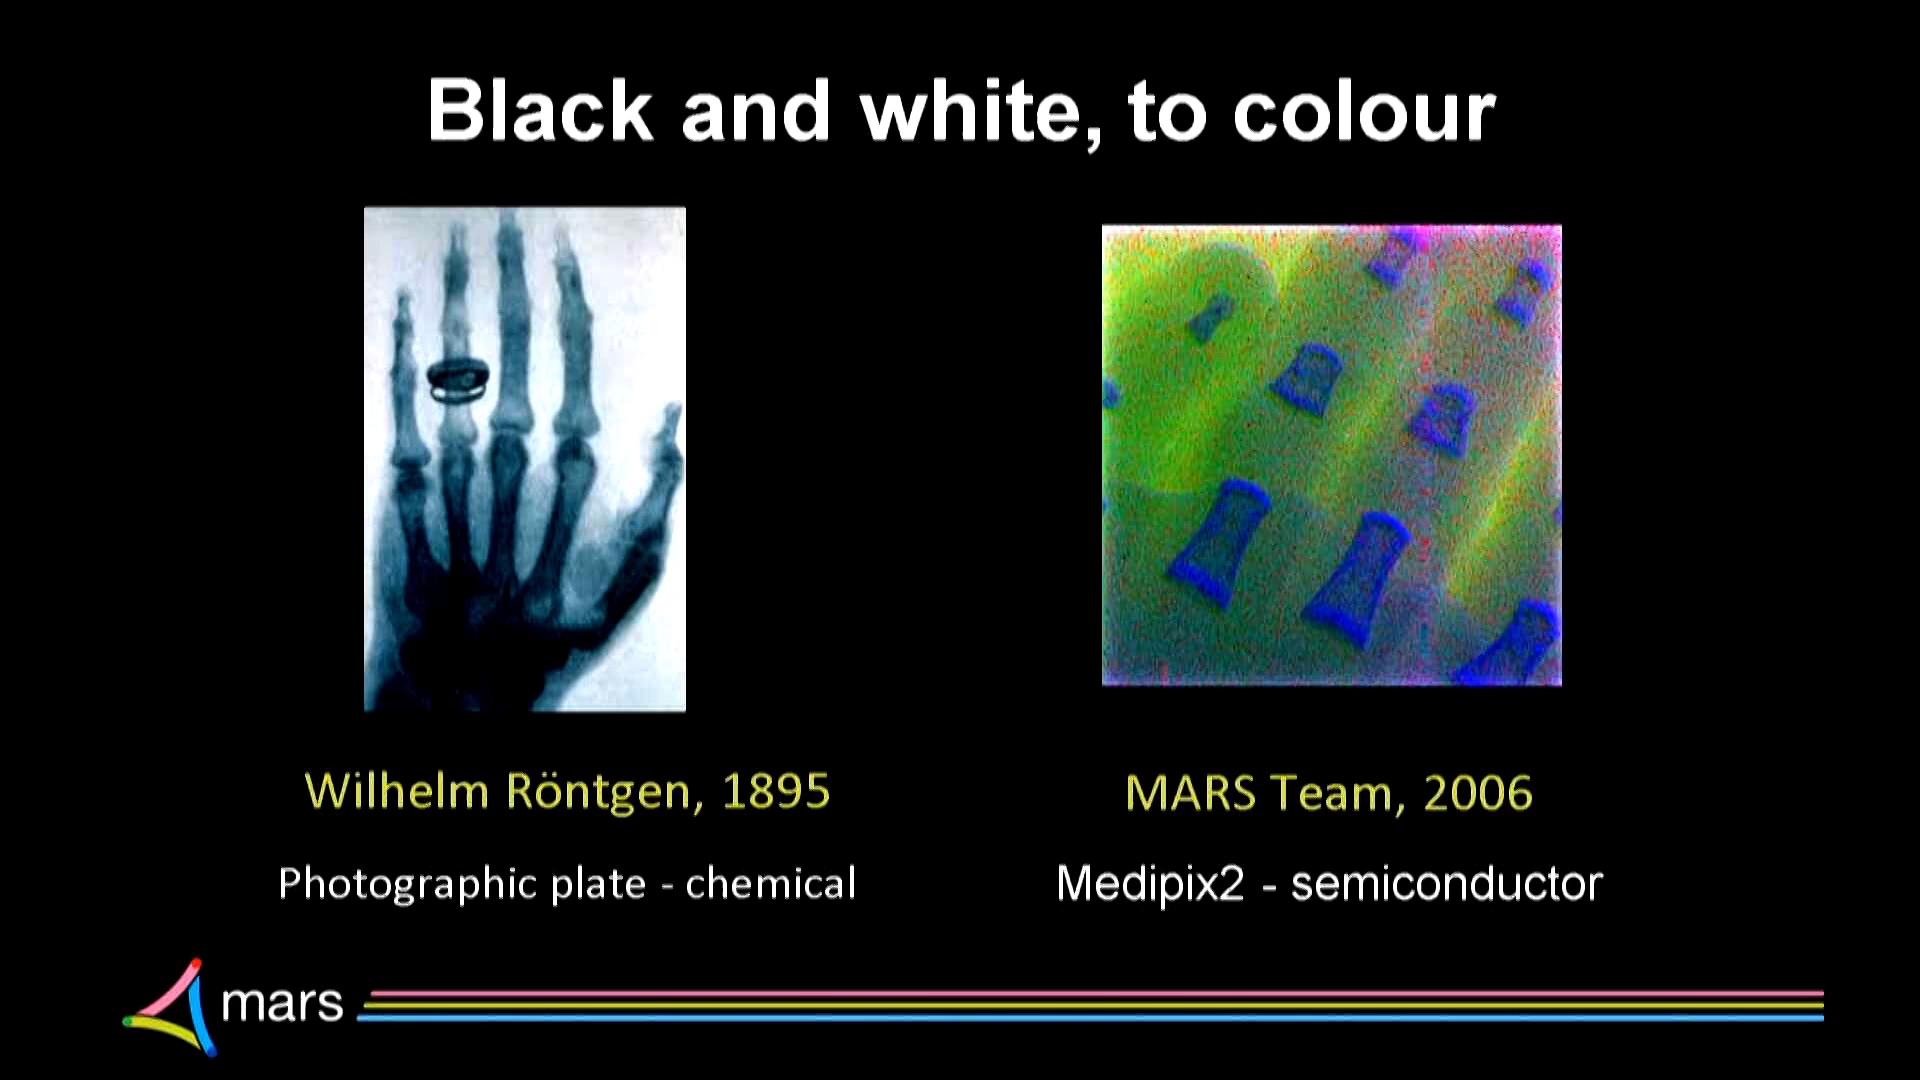 Black and white, to colour
Wilhelm Röntgen, 1895
MARS Team, 2006
Photographic plate - chemical
Medipix2 - semiconductor
mars